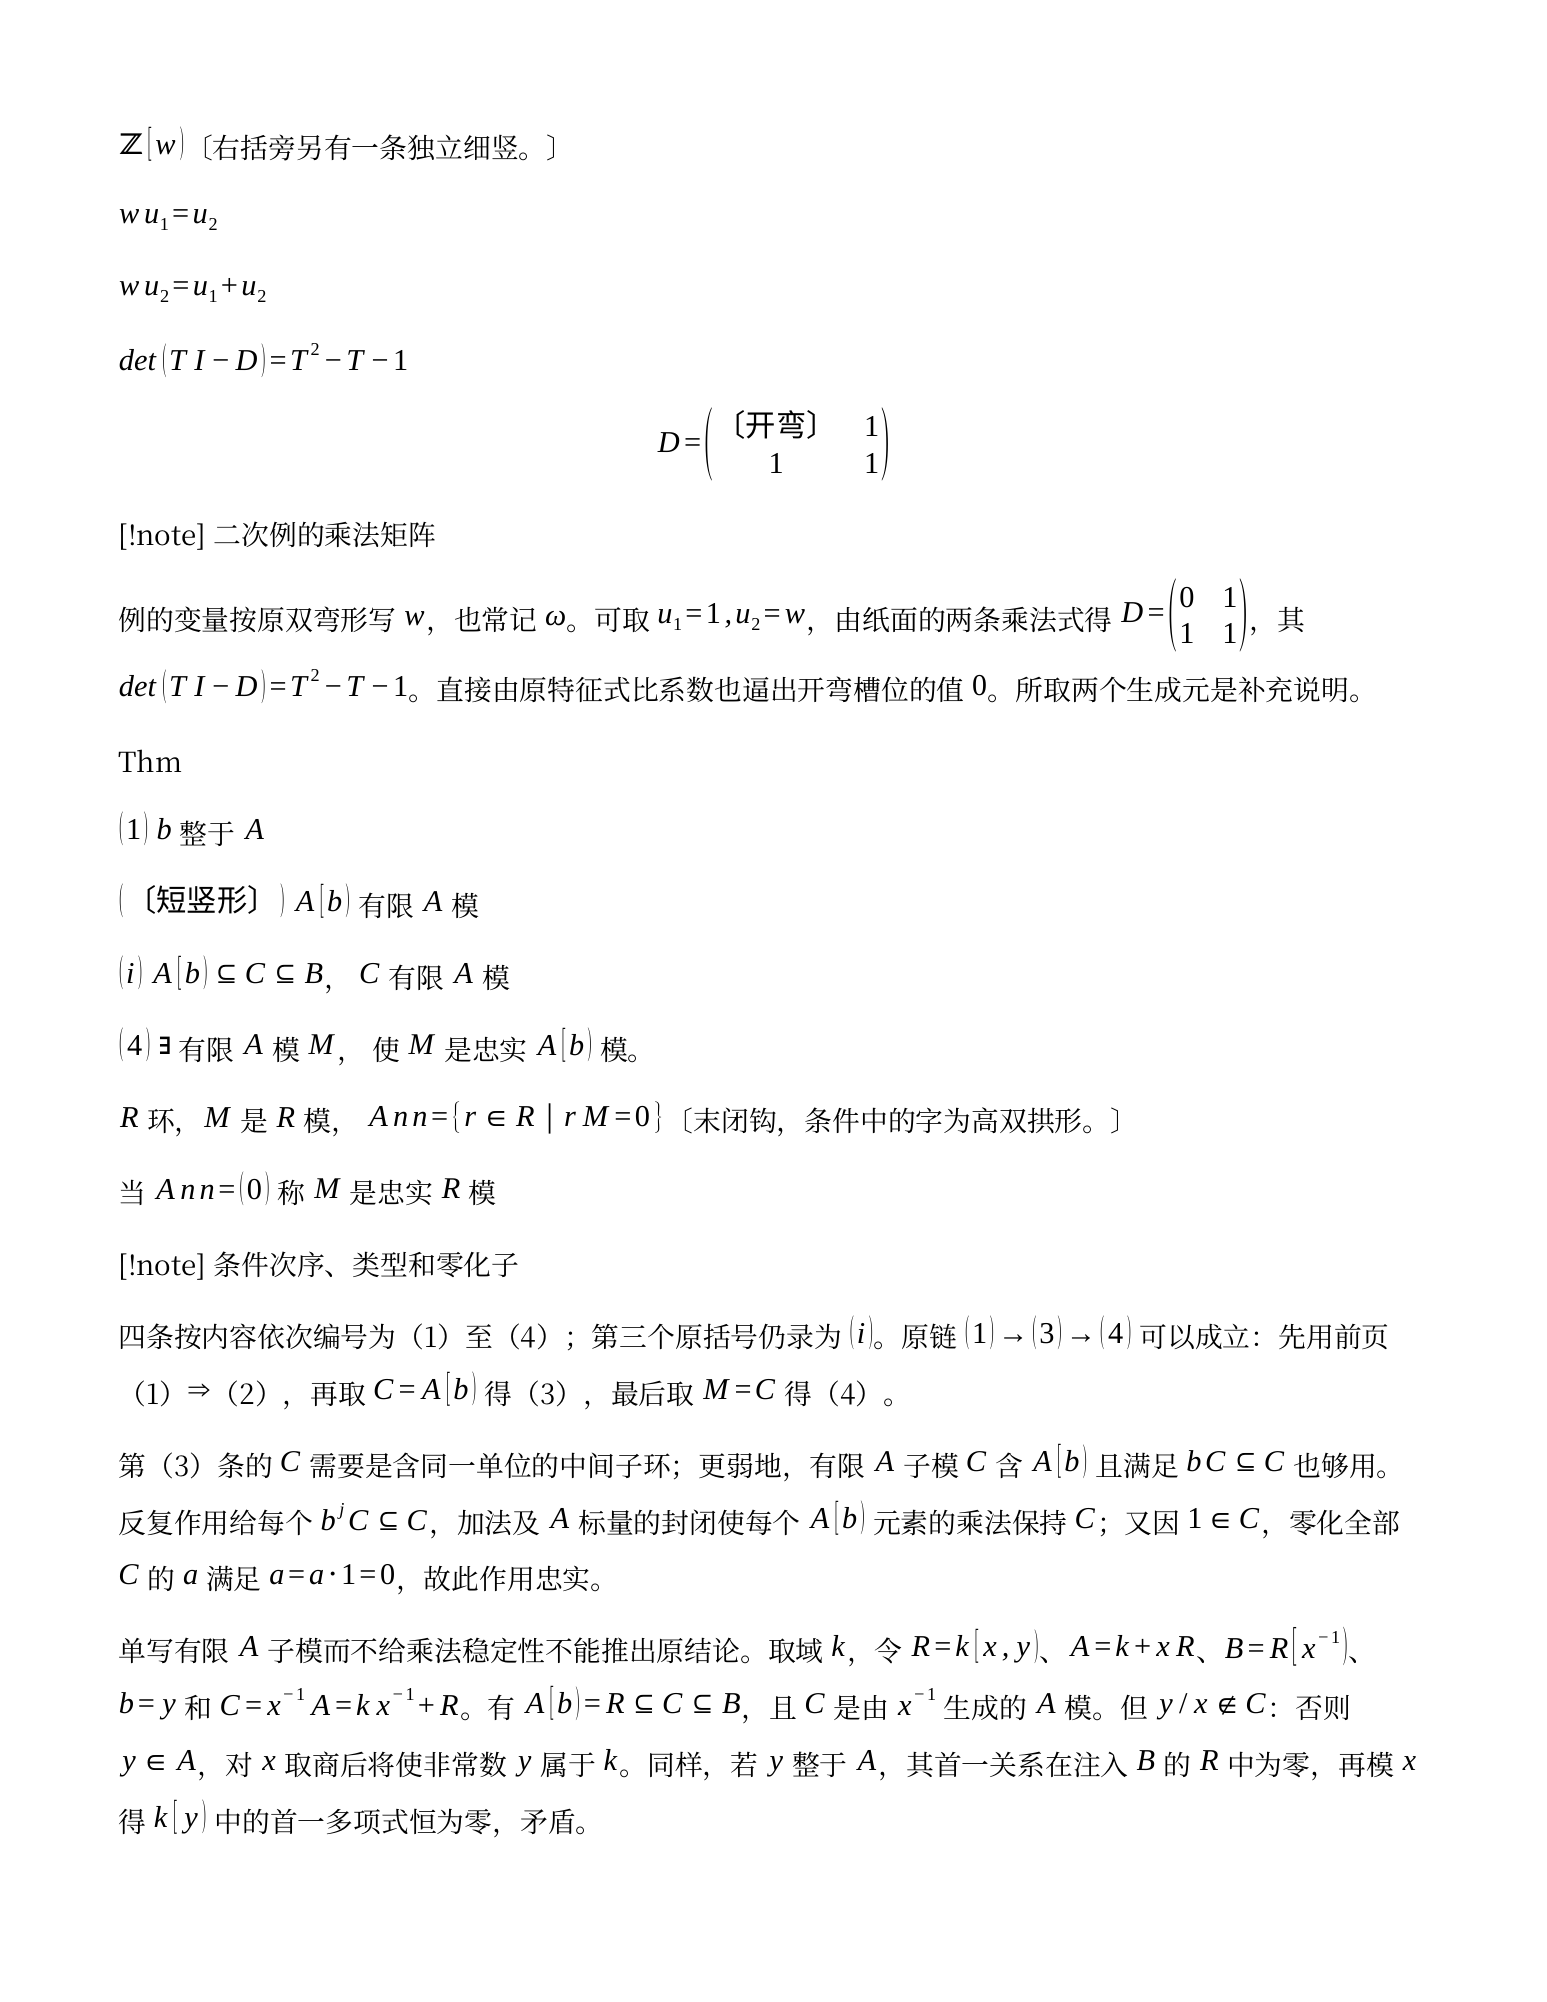 ℤ[w)〔右括旁另有一条独立细竖。〕
w u₁=u₂
w u₂=u₁+u₂
det(T I−D)=T²−T−1
D=(〔开弯〕 1
1 1)
[!note] 二次例的乘法矩阵
例的变量按原双弯形写 w，也常记 ω。可取 u₁=1,u₂=w，由纸面的两条乘法式得 D=(0 1
1 1)，其
det(T I−D)=T²−T−1。直接由原特征式比系数也逼出开弯槽位的值 0。所取两个生成元是补充说明。
Thm
(1) b 整于 A
(〔短竖形〕) A[b) 有限 A 模
(i) A[b)⊆C⊆B， C 有限 A 模
(4) ∃ 有限 A 模 M， 使 M 是忠实 A[b) 模。
R 环，M 是 R 模， Ann={r∈R∣rM=0}〔末闭钩，条件中的字为高双拱形。〕
当 Ann=(0) 称 M 是忠实 R 模
[!note] 条件次序、类型和零化子
四条按内容依次编号为（1）至（4）；第三个原括号仍录为 (i)。原链 (1)→(3)→(4) 可以成立：先用前页
（1）⇒（2），再取 C=A[b) 得（3），最后取 M=C 得（4）。
第（3）条的 C 需要是含同一单位的中间子环；更弱地，有限 A 子模 C 含 A[b) 且满足 bC⊆C 也够用。
反复作用给每个 bʲC⊆C，加法及 A 标量的封闭使每个 A[b) 元素的乘法保持 C；又因 1∈C，零化全部
C 的 a 满足 a=a·1=0，故此作用忠实。
单写有限 A 子模而不给乘法稳定性不能推出原结论。取域 k，令 R=k[x,y)、A=k+xR、B=R[x⁻¹)、
b=y 和 C=x⁻¹A=kx⁻¹+R。有 A[b)=R⊆C⊆B，且 C 是由 x⁻¹ 生成的 A 模。但 y/x∉C：否则
y∈A，对 x 取商后将使非常数 y 属于 k。同样，若 y 整于 A，其首一关系在注入 B 的 R 中为零，再模 x
得 k[y) 中的首一多项式恒为零，矛盾。